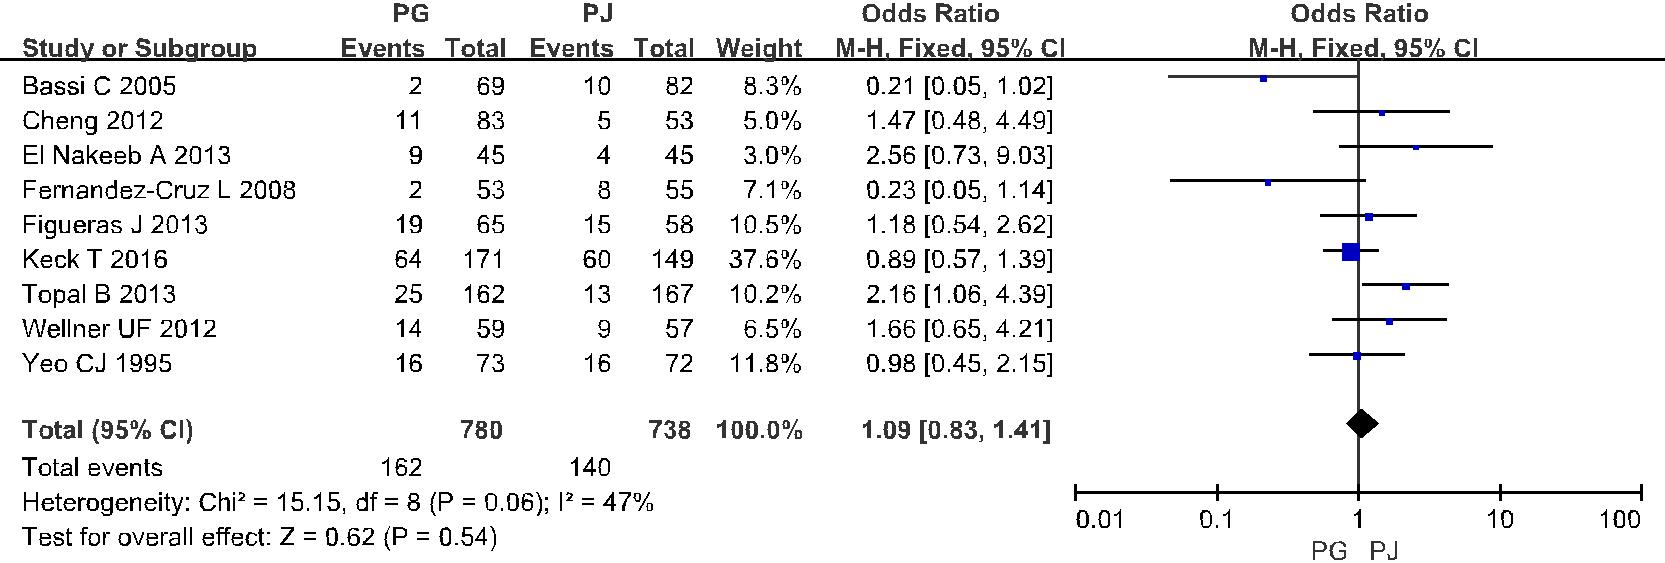 PG PJ Odds Ratio Odds Ratio
Study or Subgroup Events Total Events Total Weight M-H, Fixed, 95% CI M-H, Fixed, 95% CI
Bassi C 2005 2 69 10 82 8.3% 0.21 [0.05, 1.02]
Cheng 2012 11 83 5 53 5.0% 1.47 [0.48, 4.49]
El Nakeeb A 2013 9 45 4 45 3.0% 2.56 [0.73, 9.03]
Fernandez-Cruz L 2008 2 53 8 55 7.1% 0.23 [0.05, 1.14]
Figueras J 2013 19 65 15 58 10.5% 1.18 [0.54, 2.62]
Keck T 2016 64 171 60 149 37.6% 0.89 [0.57, 1.39]
Topal B 2013 25 162 13 167 10.2% 2.16 [1.06, 4.39]
Wellner UF 2012 14 59 9 57 6.5% 1.66 [0.65, 4.21]
Yeo CJ 1995 16 73 16 72 11.8% 0.98 [0.45, 2.15]
Total (95% CI) 780 738 100.0% 1.09 [0.83, 1.41]
Total events 162 140
Heterogeneity: Chi² = 15.15, df = 8 (P = 0.06); I² = 47%
Test for overall effect: Z = 0.62 (P = 0.54)
0.01 0.1 1 10 100
PG PJ